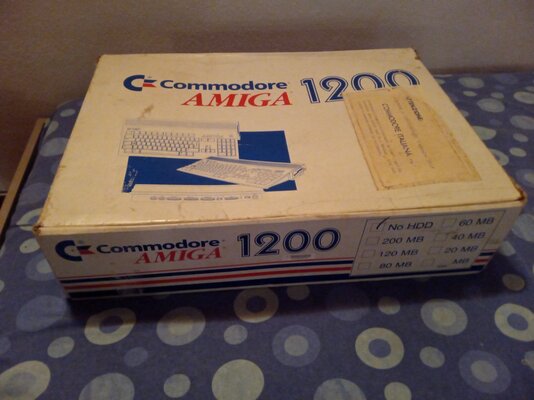 Commodore
AMIGA
1200
ATTENZIONE:
COMMODORE ITALIANA
Commodore
AMIGA
1200
No HDD
60 MB
200 MB
40 MB
120 MB
20 MB
80 MB
MB